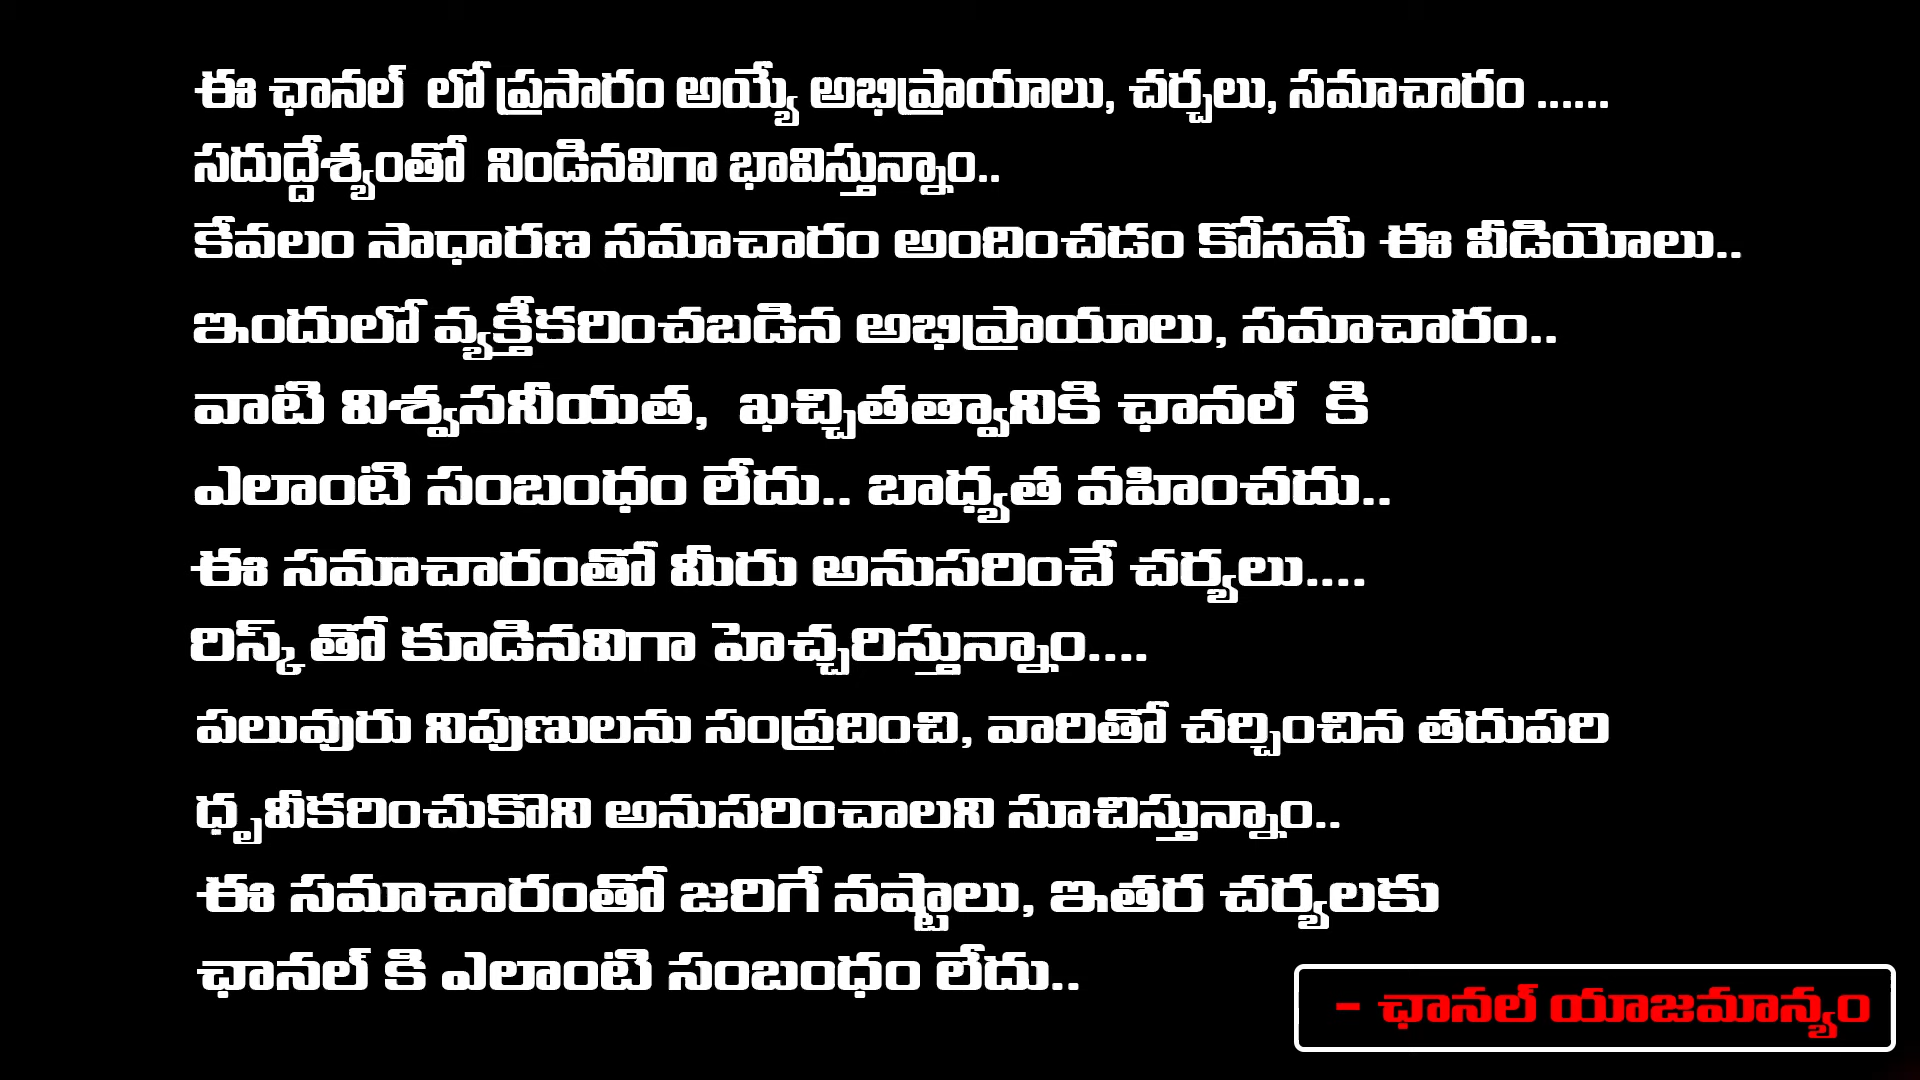 ఈ ఛానల్ లో ప్రసారం అయ్యే అభిప్రాయాలు, చర్చలు, సమాచారం ......
సదుద్దేశ్యంతో నిండినవిగా భావిస్తున్నాం..
కేవలం సాధారణ సమాచారం అందించడం కోసమే ఈ వీడియోలు..
ఇందులో వ్యక్తీకరించబడిన అభిప్రాయాలు, సమాచారం..
వాటి విశ్వసనీయత, ఖచ్చితత్వానికి ఛానల్ కి
ఎలాంటి సంబంధం లేదు.. బాధ్యత వహించదు..
ఈ సమాచారంతో మీరు అనుసరించే చర్యలు....
రిస్క్ తో కూడినవిగా హెచ్చరిస్తున్నాం....
పలువురు నిపుణులను సంప్రదించి, వారితో చర్చించిన తదుపరి
ధృవీకరించుకొని అనుసరించాలని సూచిస్తున్నాం..
ఈ సమాచారంతో జరిగే నష్టాలు, ఇతర చర్యలకు
ఛానల్ కి ఎలాంటి సంబంధం లేదు..
- ఛానల్ యాజమాన్యం